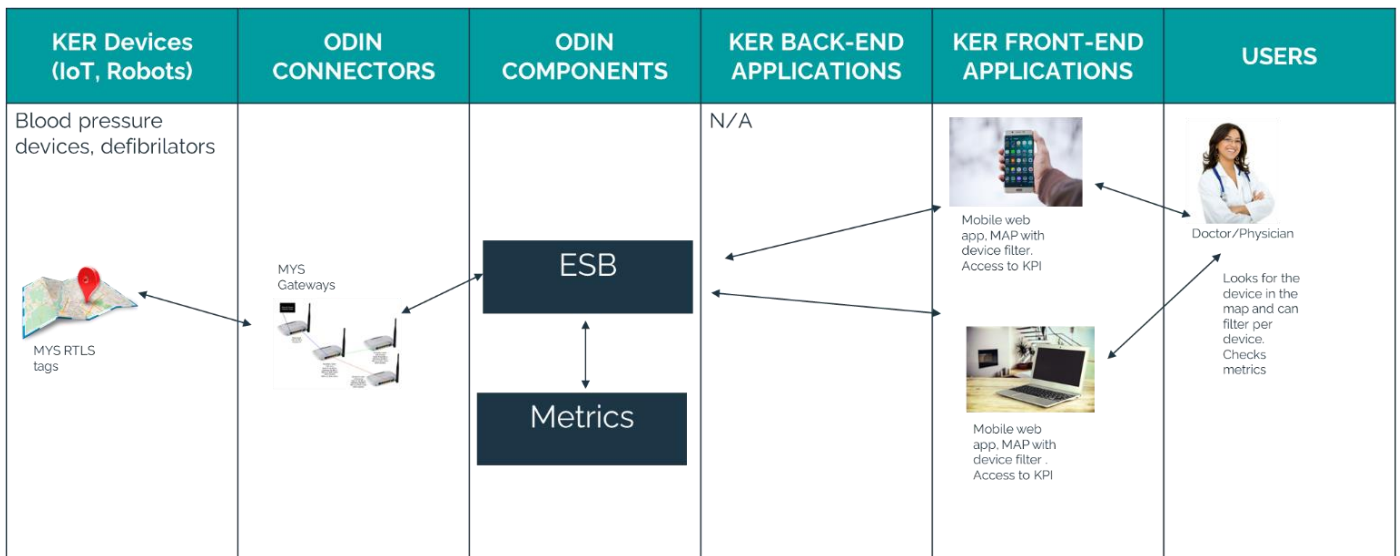 KER Devices
(IoT, Robots)
ODIN
CONNECTORS
ODIN
COMPONENTS
KER BACK-END
APPLICATIONS
KER FRONT-END
APPLICATIONS
USERS
Blood pressure
devices, defibrilators
MYS RTLS
tags
MYS
Gateways
ESB
Metrics
N/A
Mobile web
app, MAP with
device filter.
Access to KPI
Mobile web
app, MAP with
device filter .
Access to KPI
Doctor/Physician
Looks for the
device in the
map and can
filter per
device.
Checks
metrics